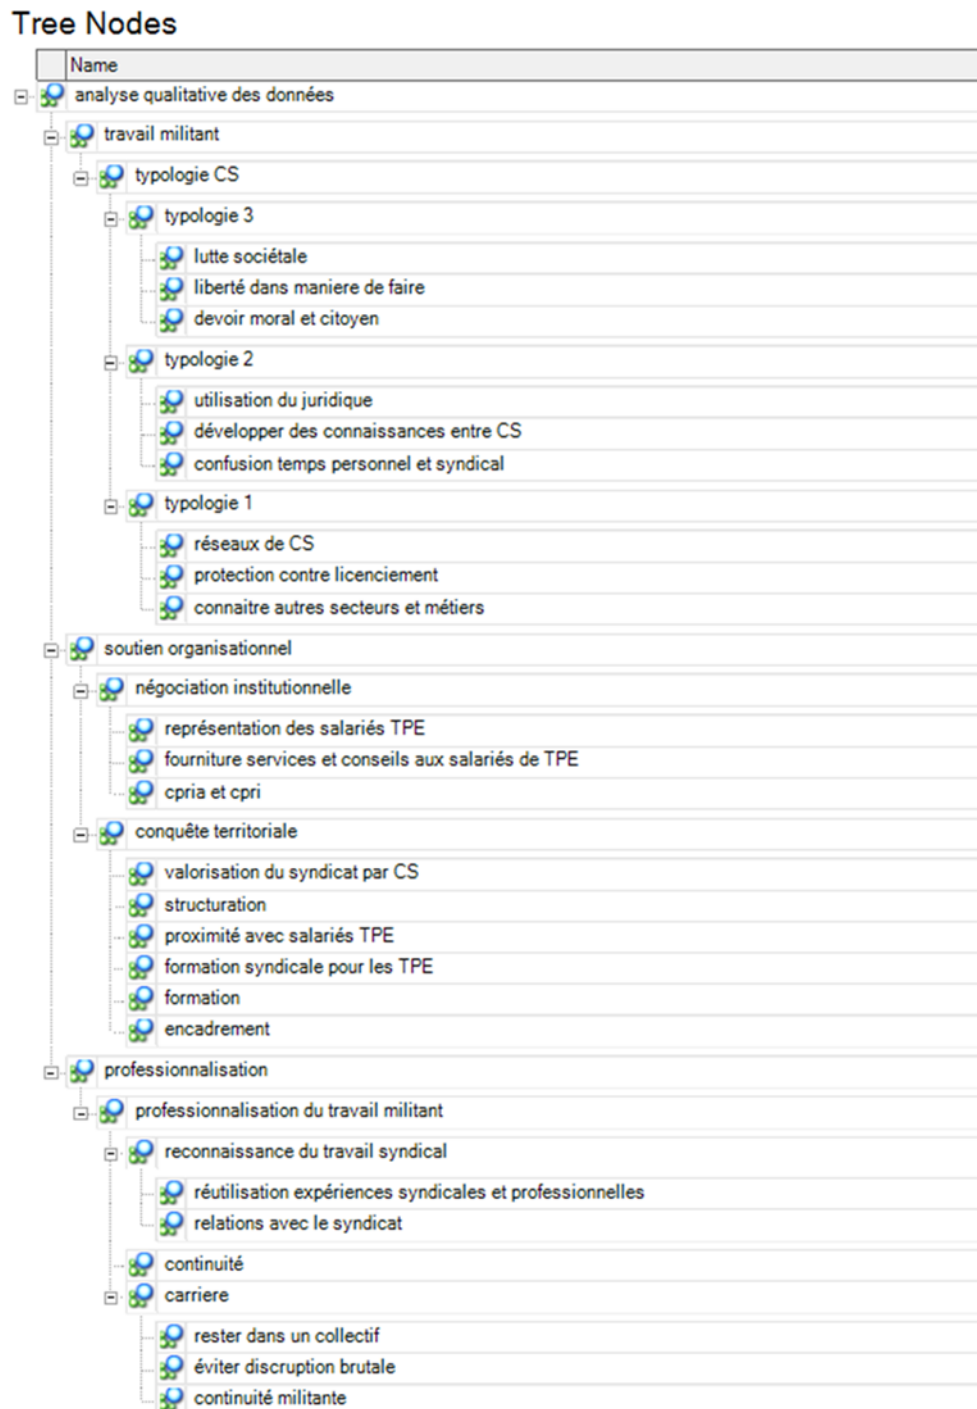 Tree Nodes
Name
analyse qualitative des données
travail militant
typologie CS
typologie 3
lutte sociétale
liberté dans maniere de faire
devoir moral et citoyen
typologie 2
utilisation du juridique
développer des connaissances entre CS
confusion temps personnel et syndical
typologie 1
réseaux de CS
protection contre licenciement
connaitre autres secteurs et métiers
soutien organisationnel
négociation institutionnelle
représentation des salariés TPE
fourniture services et conseils aux salariés de TPE
cpria et cpri
conquête territoriale
valorisation du syndicat par CS
structuration
proximité avec salariés TPE
formation syndicale pour les TPE
formation
encadrement
professionnalisation
professionnalisation du travail militant
reconnaissance du travail syndical
réutilisation expériences syndicales et professionnelles
relations avec le syndicat
continuité
carriere
rester dans un collectif
éviter discruption brutale
continuité militante